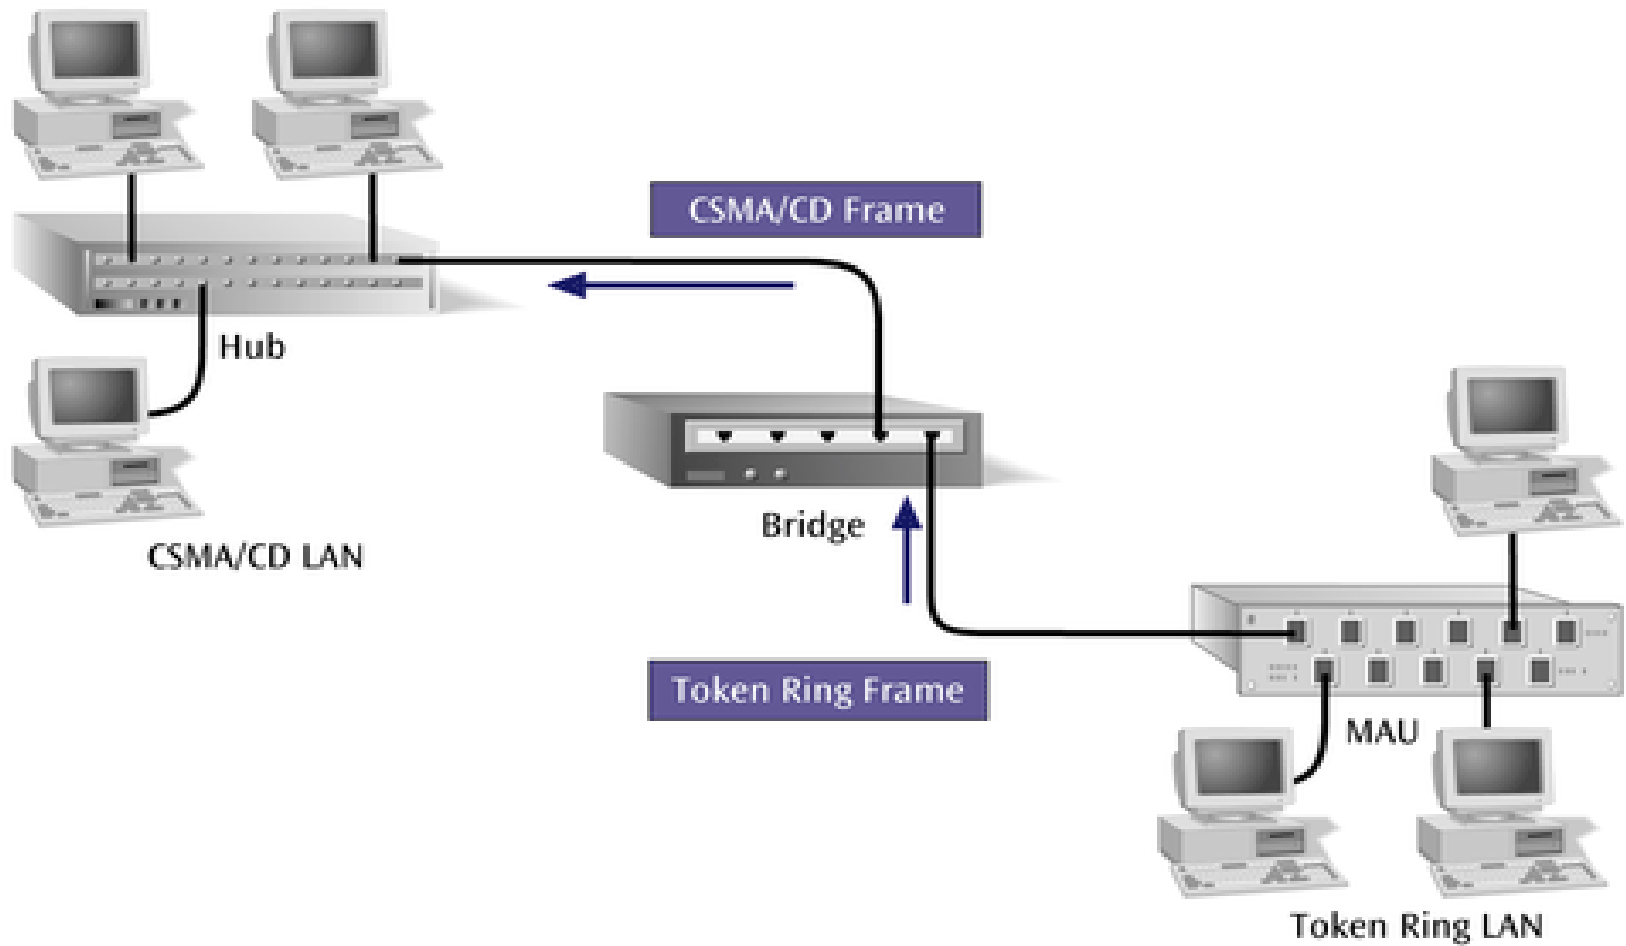 CSMA/CD Frame
Hub
Bridge
CSMA/CD LAN
Token Ring Frame
MAU
Token Ring LAN